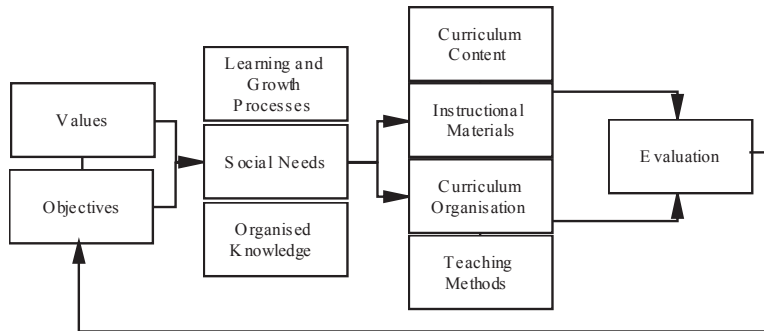 Values
Objectives
Learning and
Growth
Processes
Social Needs
Organised
Knowledge
Curriculum
Content
Instructional
Materials
Curriculum
Organisation
Teaching
Methods
Evaluation